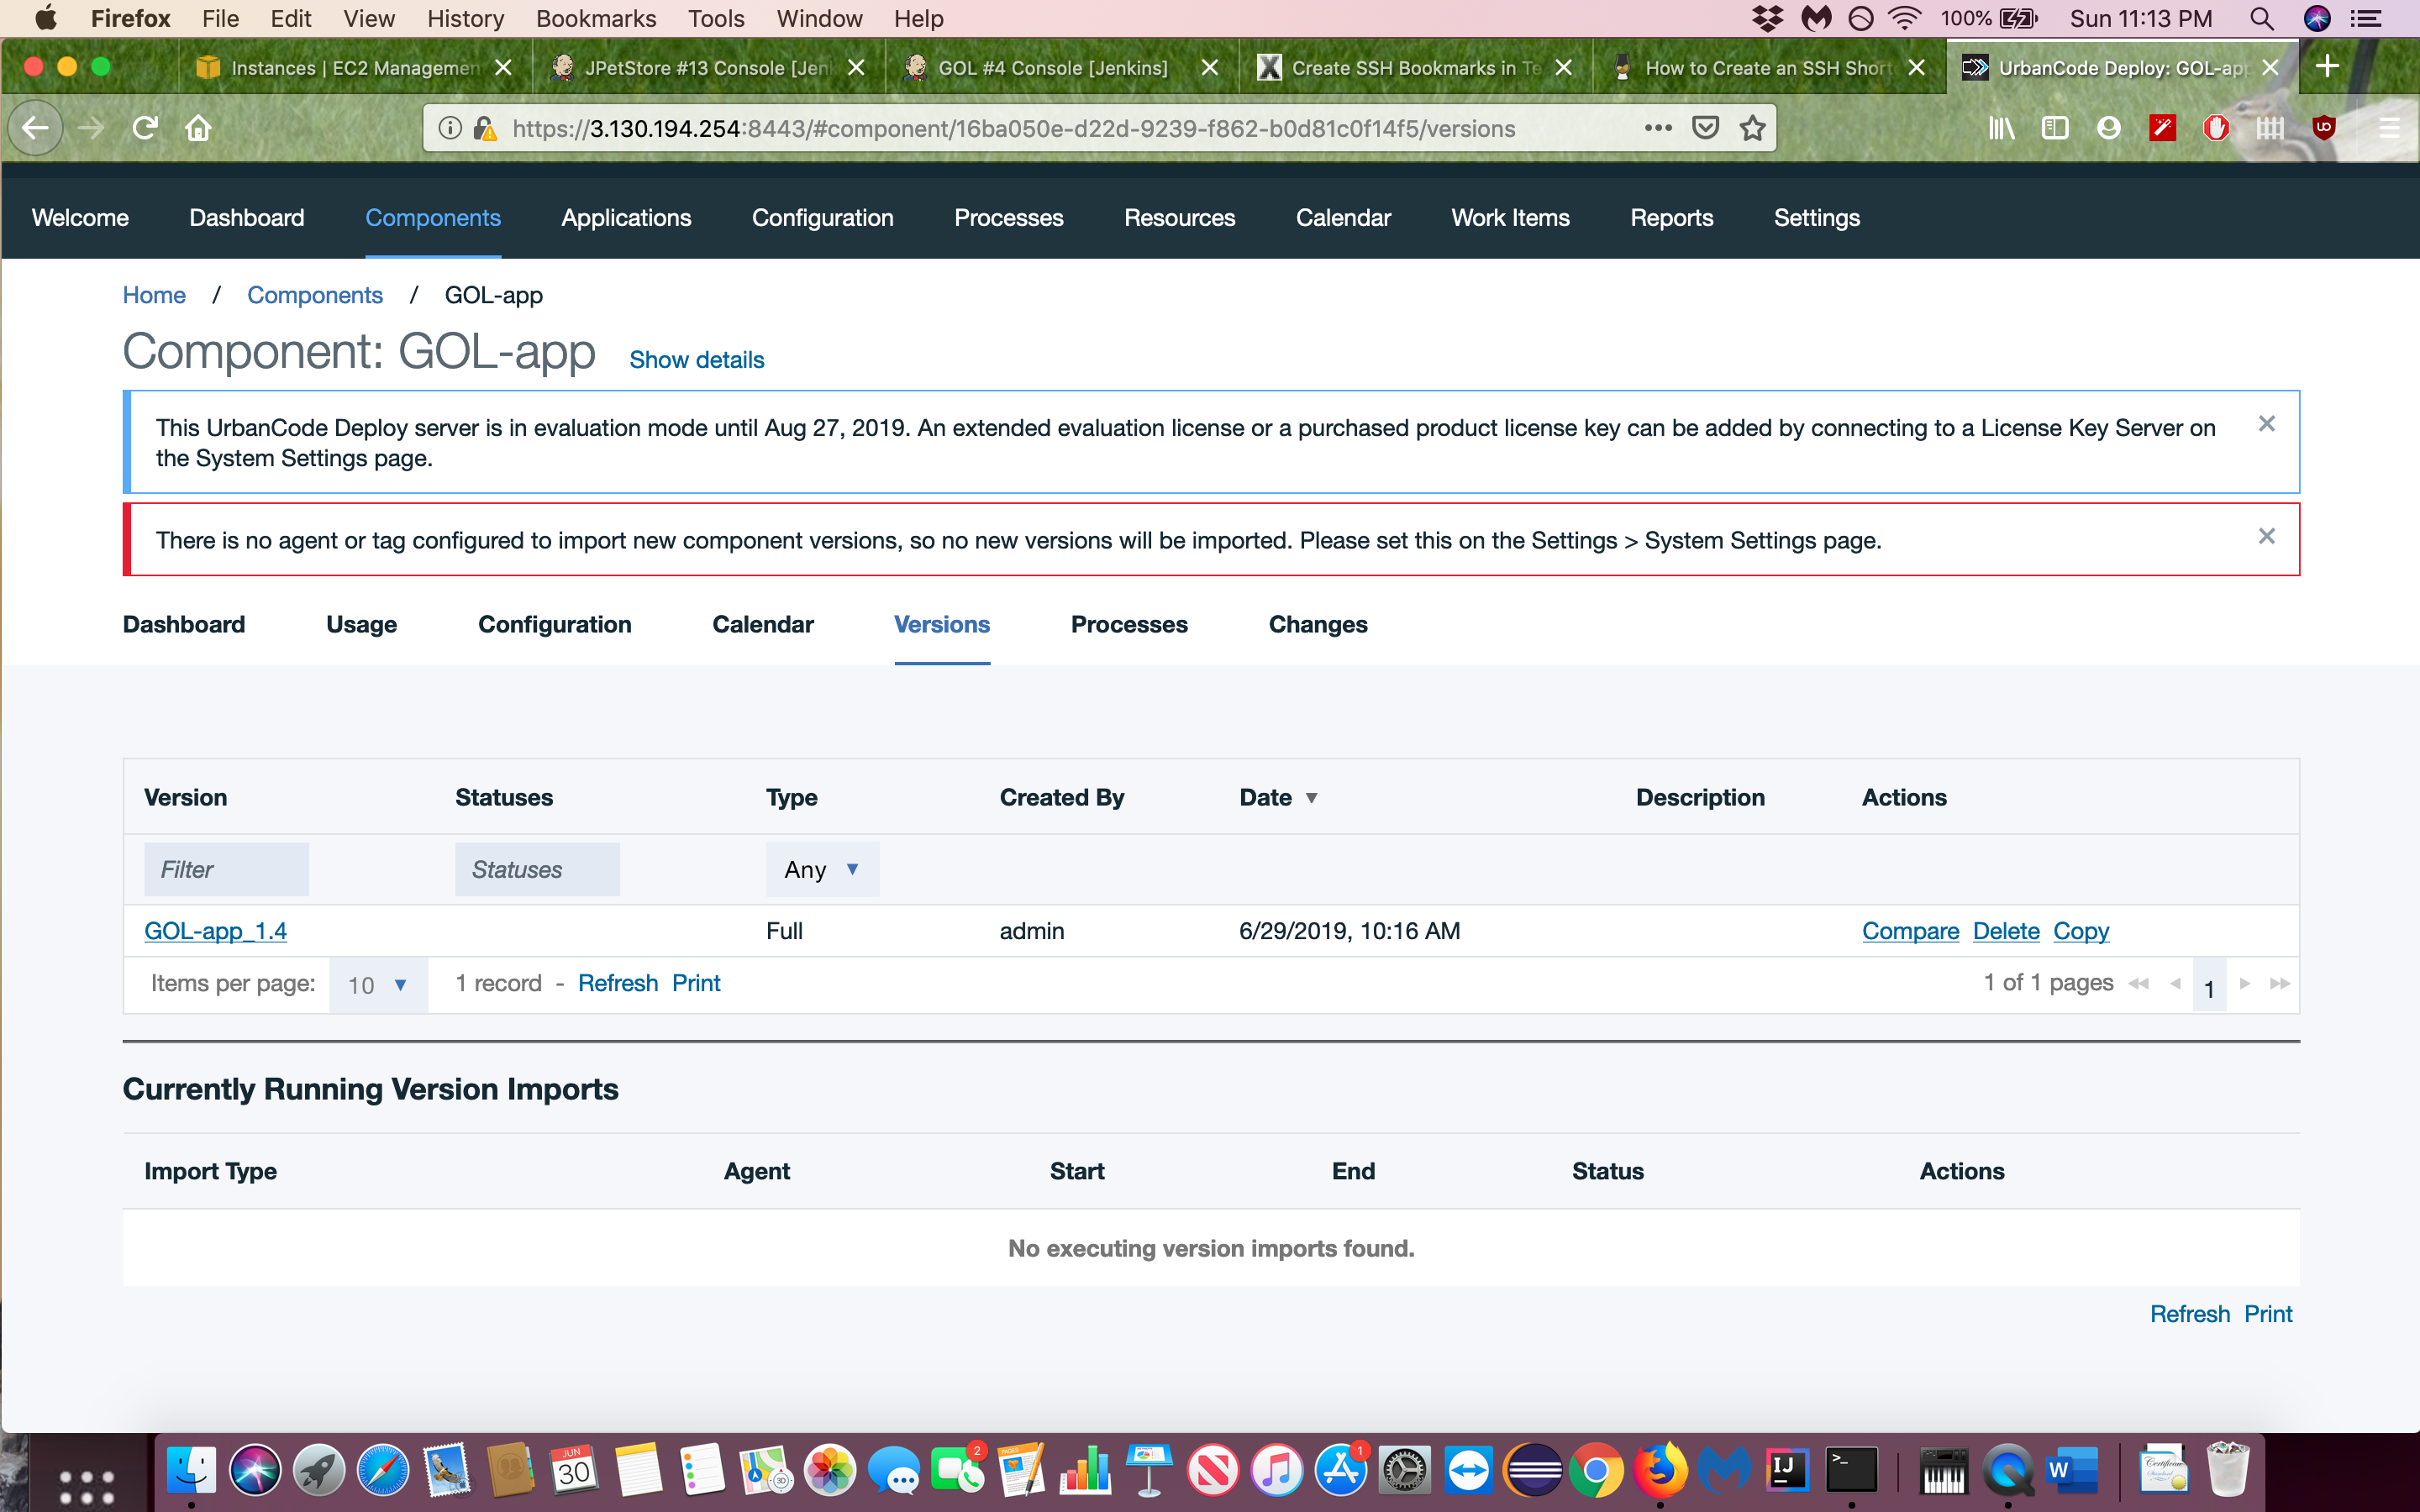 Firefox File Edit View History Bookmarks Tools Window Help 100% Sun 11:13 PM
Instances | EC2 Managemen JPetStore #13 Console [Jenk GOL #4 Console [Jenkins] Create SSH Bookmarks in Te How to Create an SSH Short UrbanCode Deploy: GOL-app
https://3.130.194.254:8443/#component/16ba050e-d22d-9239-f862-b0d81c0f14f5/versions
Welcome Dashboard Components Applications Configuration Processes Resources Calendar Work Items Reports Settings
Home / Components / GOL-app
Component: GOL-app Show details
This UrbanCode Deploy server is in evaluation mode until Aug 27, 2019. An extended evaluation license or a purchased product license key can be added by connecting to a License Key Server on
the System Settings page.
There is no agent or tag configured to import new component versions, so no new versions will be imported. Please set this on the Settings > System Settings page.
Dashboard Usage Configuration Calendar Versions Processes Changes
Version Statuses Type Created By Date Description Actions
Filter Statuses Any
GOL-app_1.4 Full admin 6/29/2019, 10:16 AM Compare Delete Copy
Items per page: 10 1 record - Refresh Print 1 of 1 pages 1
Currently Running Version Imports
Import Type Agent Start End Status Actions
No executing version imports found.
Refresh Print
JUN
30
2
PAGES
1
IJ
>_
W